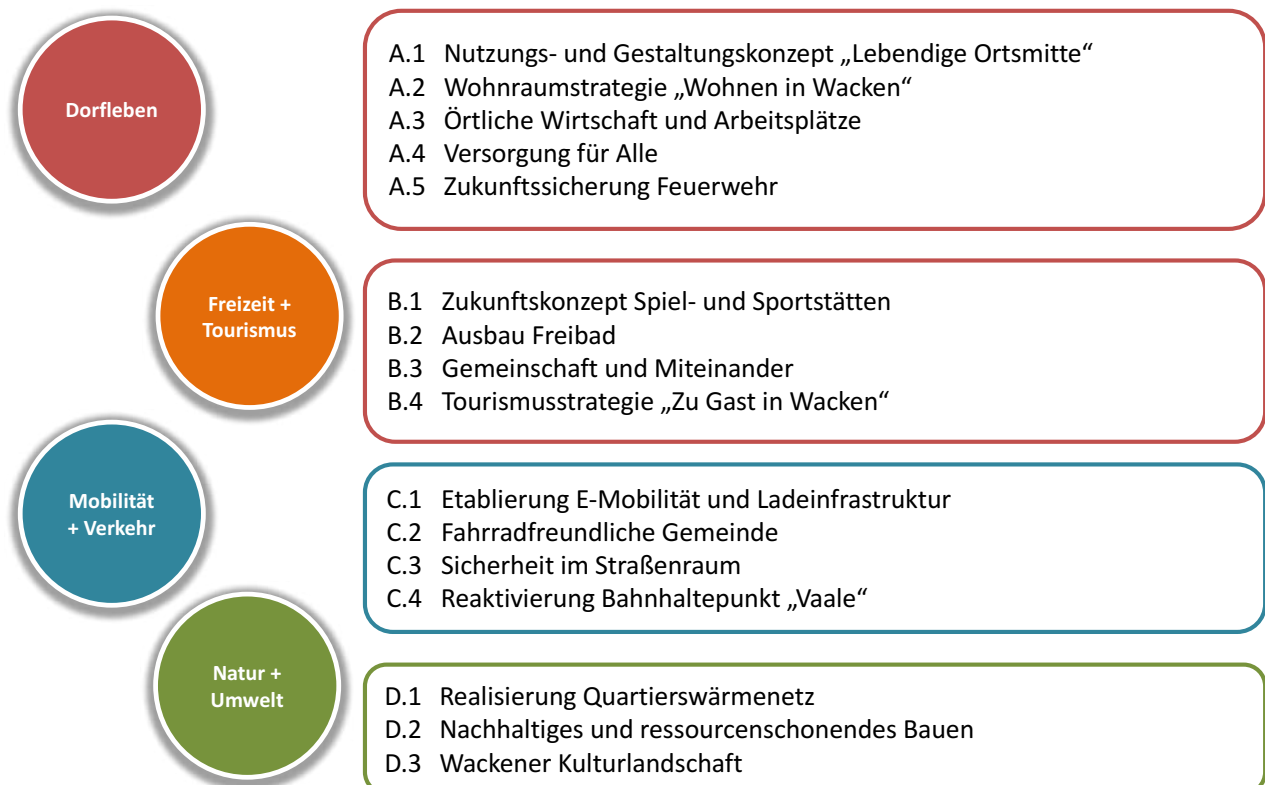 Dorfleben
A.1 Nutzungs- und Gestaltungskonzept „Lebendige Ortsmitte“
A.2 Wohnraumstrategie „Wohnen in Wacken“
A.3 Örtliche Wirtschaft und Arbeitsplätze
A.4 Versorgung für Alle
A.5 Zukunftssicherung Feuerwehr
Freizeit +
Tourismus
B.1 Zukunftskonzept Spiel- und Sportstätten
B.2 Ausbau Freibad
B.3 Gemeinschaft und Miteinander
B.4 Tourismusstrategie „Zu Gast in Wacken“
Mobilität
+ Verkehr
C.1 Etablierung E-Mobilität und Ladeinfrastruktur
C.2 Fahrradfreundliche Gemeinde
C.3 Sicherheit im Straßenraum
C.4 Reaktivierung Bahnhaltepunkt „Vaale“
Natur +
Umwelt
D.1 Realisierung Quartierswärmenetz
D.2 Nachhaltiges und ressourcenschonendes Bauen
D.3 Wackener Kulturlandschaft